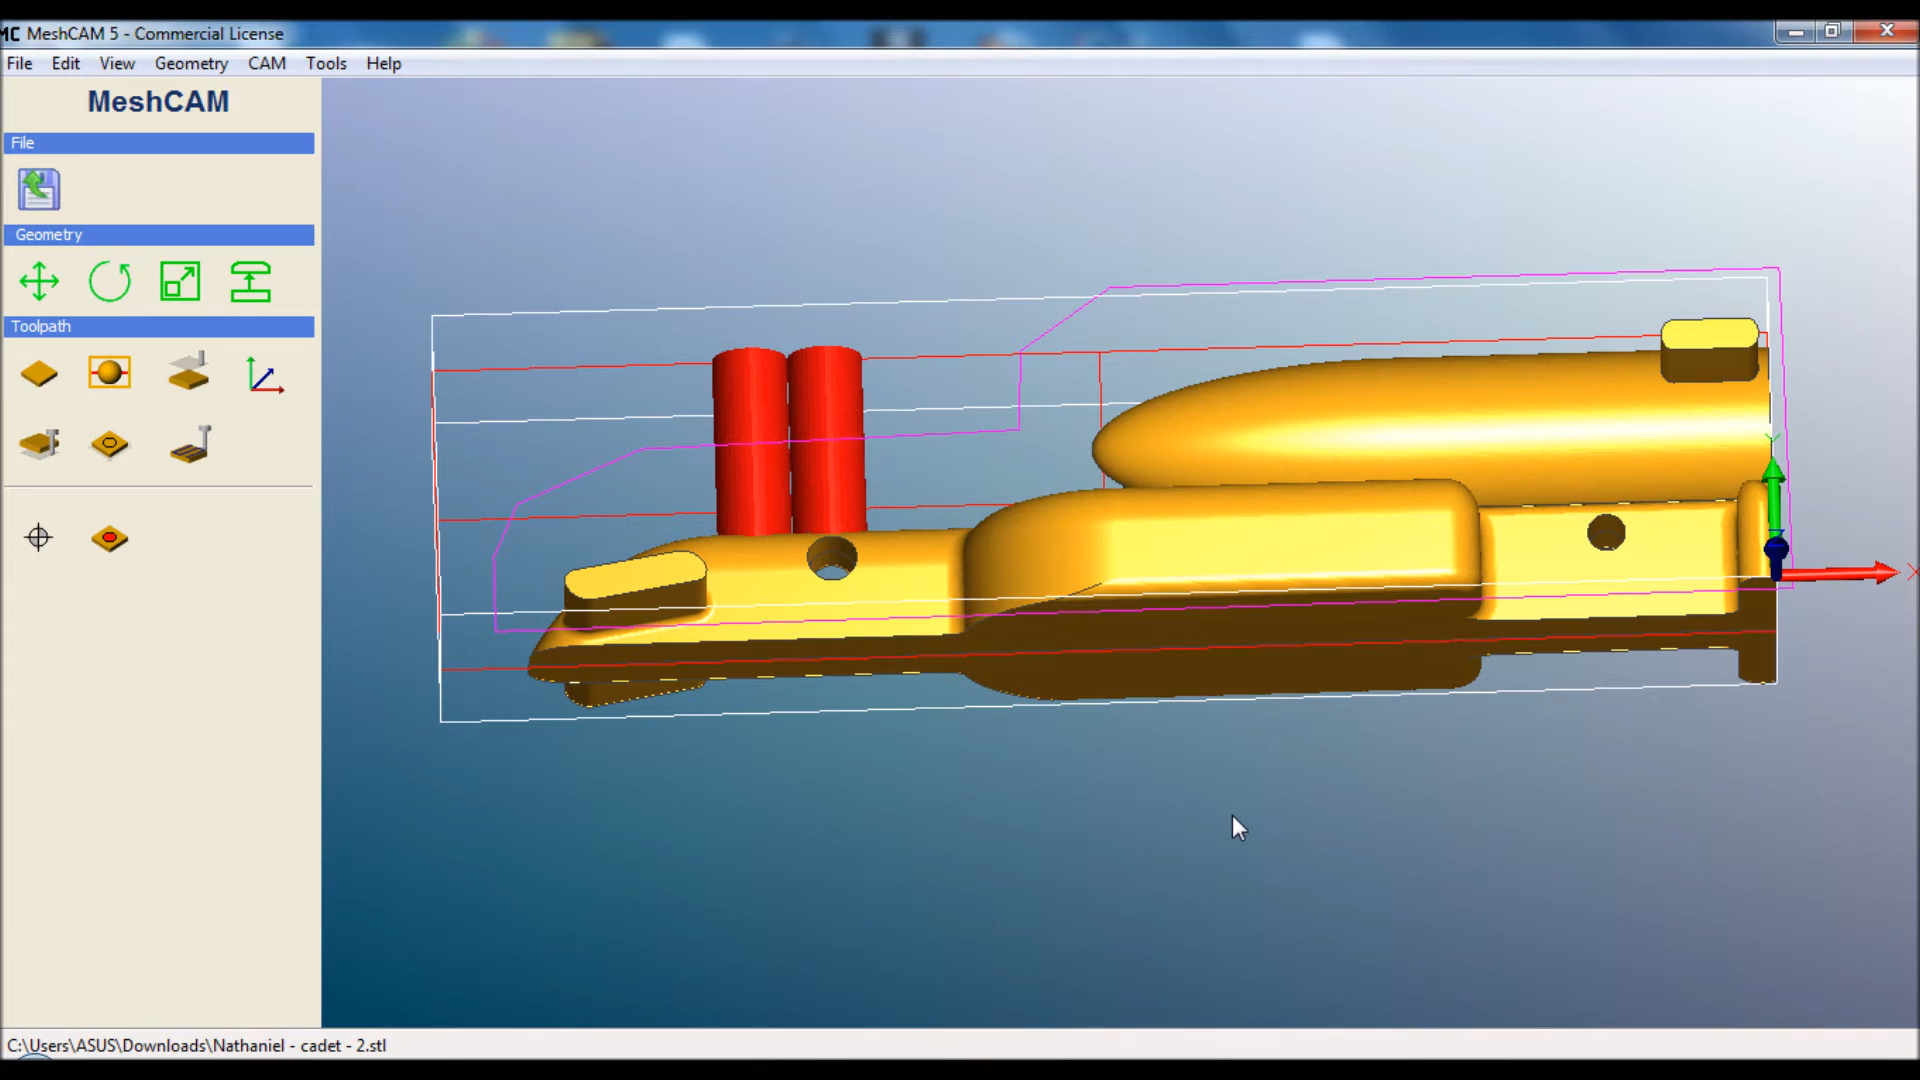 MC MeshCAM 5 - Commercial License
File Edit View Geometry CAM Tools Help
MeshCAM
File
Geometry
Toolpath
Y
X
C:\Users\ASUS\Downloads\Nathaniel - cadet - 2.stl